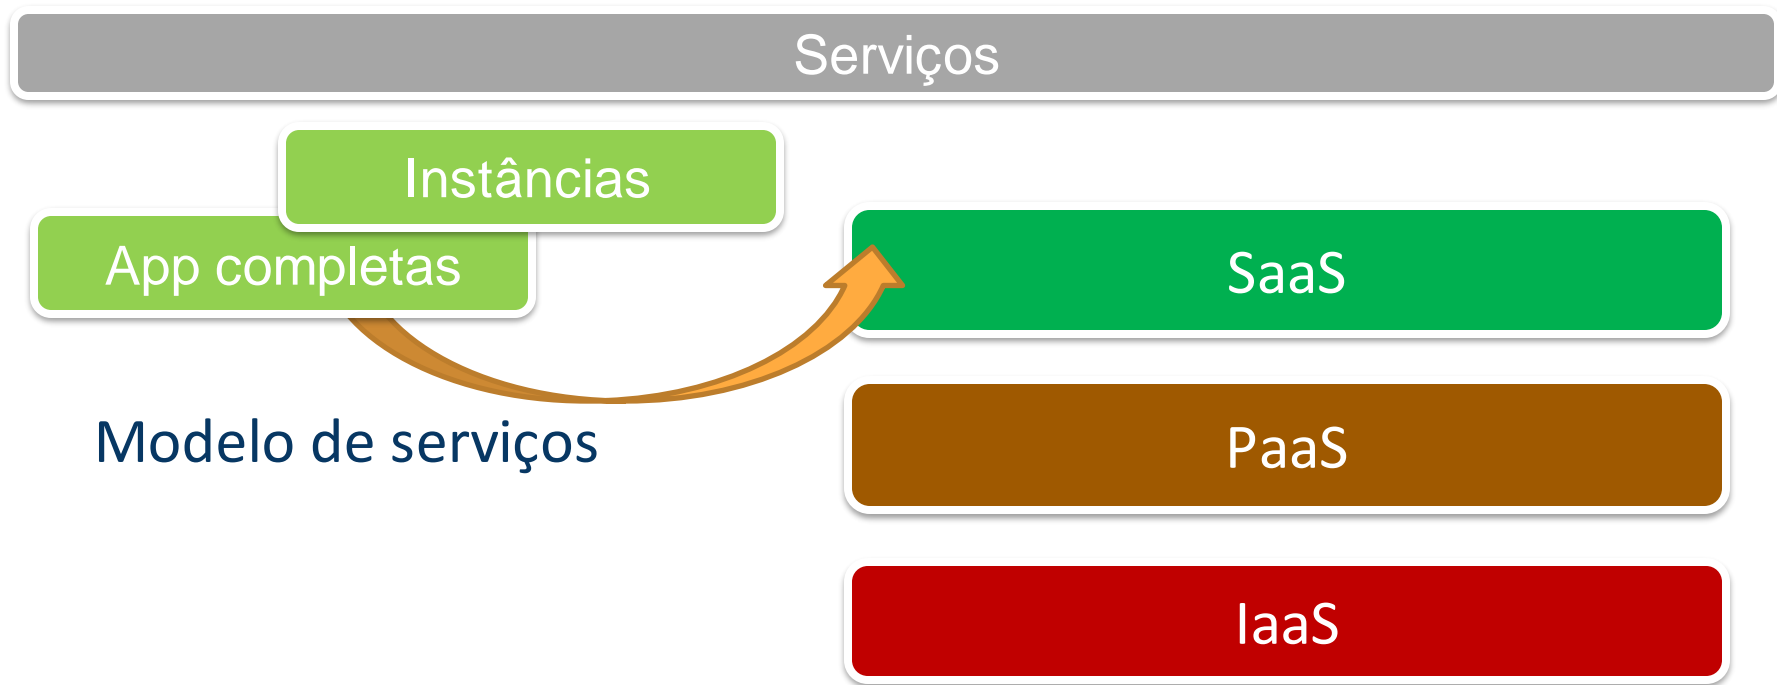 Serviços
Instâncias
App completas
Modelo de serviços
SaaS
PaaS
IaaS